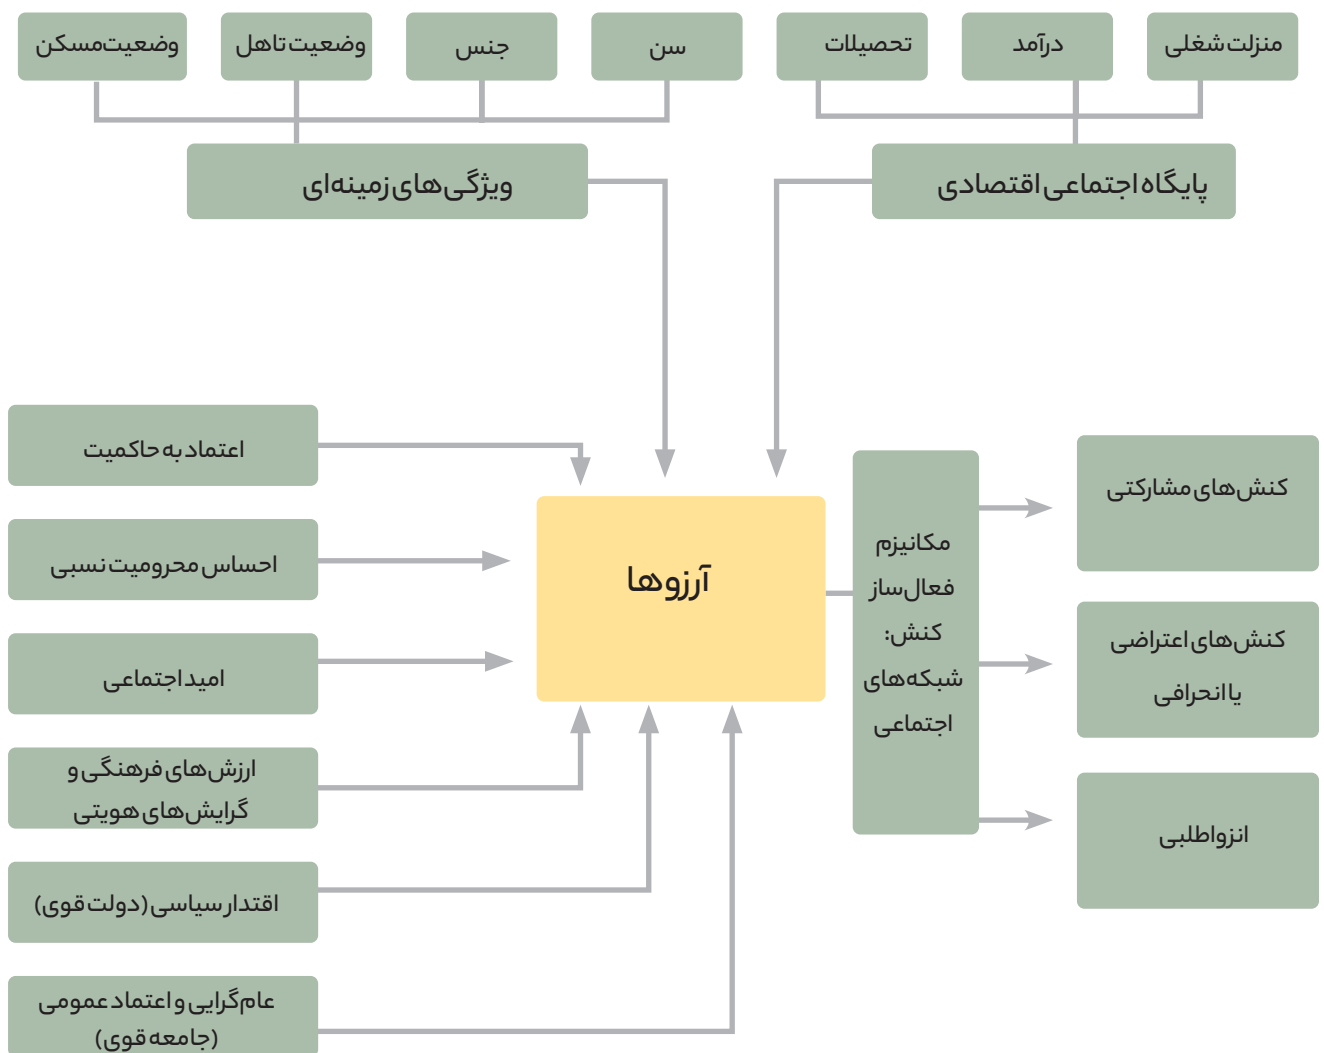 منزلت شغلی
درآمد
تحصیلات
سن
جنس
وضعیت تاهل
وضعیت مسکن
پایگاه اجتماعی اقتصادی
ویژگی‌های زمینه‌ای
اعتماد به حاکمیت
احساس محرومیت نسبی
امید اجتماعی
ارزش‌های فرهنگی و
گرایش‌های هویتی
اقتدار سیاسی (دولت قوی)
عام‌گرایی و اعتماد عمومی
(جامعه قوی)
آرزوها
مکانیزم
فعال‌ساز
کنش:
شبکه‌های
اجتماعی
کنش‌های مشارکتی
کنش‌های اعتراضی
یا انحرافی
انزواطلبی